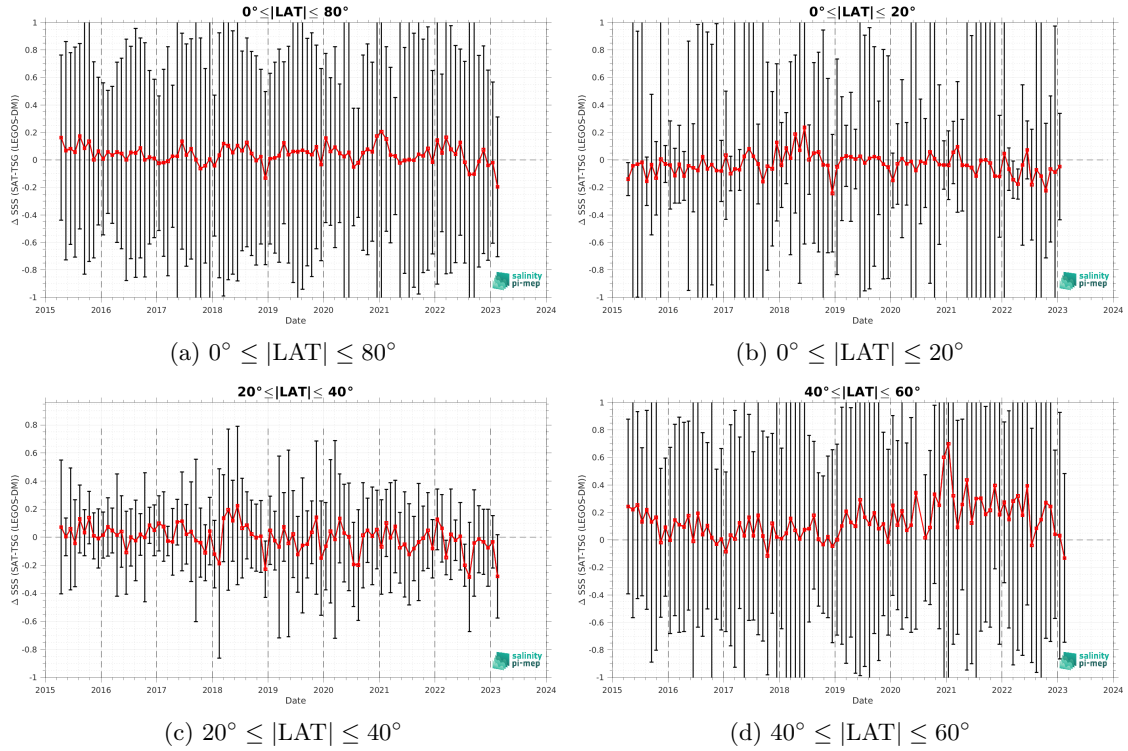 0°≤|LAT|≤ 80°
Δ SSS (SAT-TSG (LEGOS-DM))
1
0.8
0.6
0.4
0.2
0
-0.2
-0.4
-0.6
-0.8
-1
2015 2016 2017 2018 2019 2020 2021 2022 2023 2024
Date
salinity
pi-mep
(a) 0° ≤ |LAT| ≤ 80°
0°≤|LAT|≤ 20°
Δ SSS (SAT-TSG (LEGOS-DM))
1
0.8
0.6
0.4
0.2
0
-0.2
-0.4
-0.6
-0.8
-1
2015 2016 2017 2018 2019 2020 2021 2022 2023 2024
Date
salinity
pi-mep
(b) 0° ≤ |LAT| ≤ 20°
20°≤|LAT|≤ 40°
Δ SSS (SAT-TSG (LEGOS-DM))
0.8
0.6
0.4
0.2
0
-0.2
-0.4
-0.6
-0.8
-1
2015 2016 2017 2018 2019 2020 2021 2022 2023 2024
Date
salinity
pi-mep
(c) 20° ≤ |LAT| ≤ 40°
40°≤|LAT|≤ 60°
Δ SSS (SAT-TSG (LEGOS-DM))
1
0.8
0.6
0.4
0.2
0
-0.2
-0.4
-0.6
-0.8
-1
2015 2016 2017 2018 2019 2020 2021 2022 2023 2024
Date
salinity
pi-mep
(d) 40° ≤ |LAT| ≤ 60°